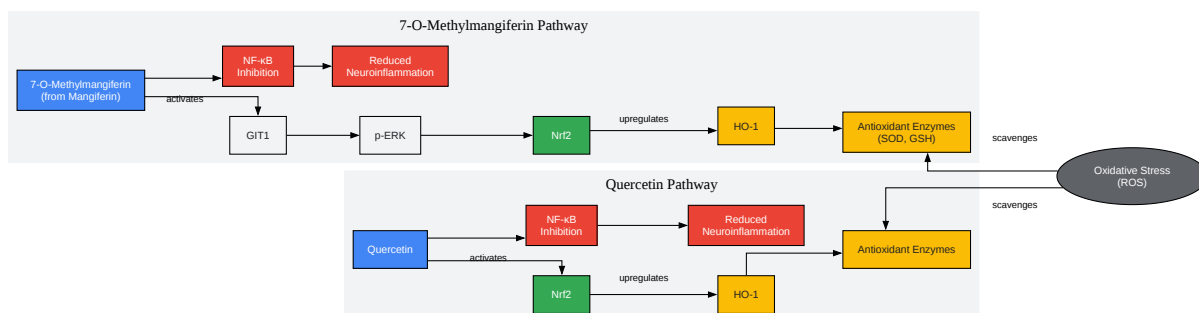 7-O-Methylmangiferin Pathway
7-O-Methylmangiferin
(from Mangiferin)
activates
NF-κB
Inhibition
Reduced
Neuroinflammation
GIT1
p-ERK
Nrf2
upregulates
HO-1
Antioxidant Enzymes
(SOD, GSH)
scavenges
Oxidative Stress
(ROS)
scavenges
Quercetin Pathway
Quercetin
activates
NF-κB
Inhibition
Reduced
Neuroinflammation
Nrf2
upregulates
HO-1
Antioxidant Enzymes